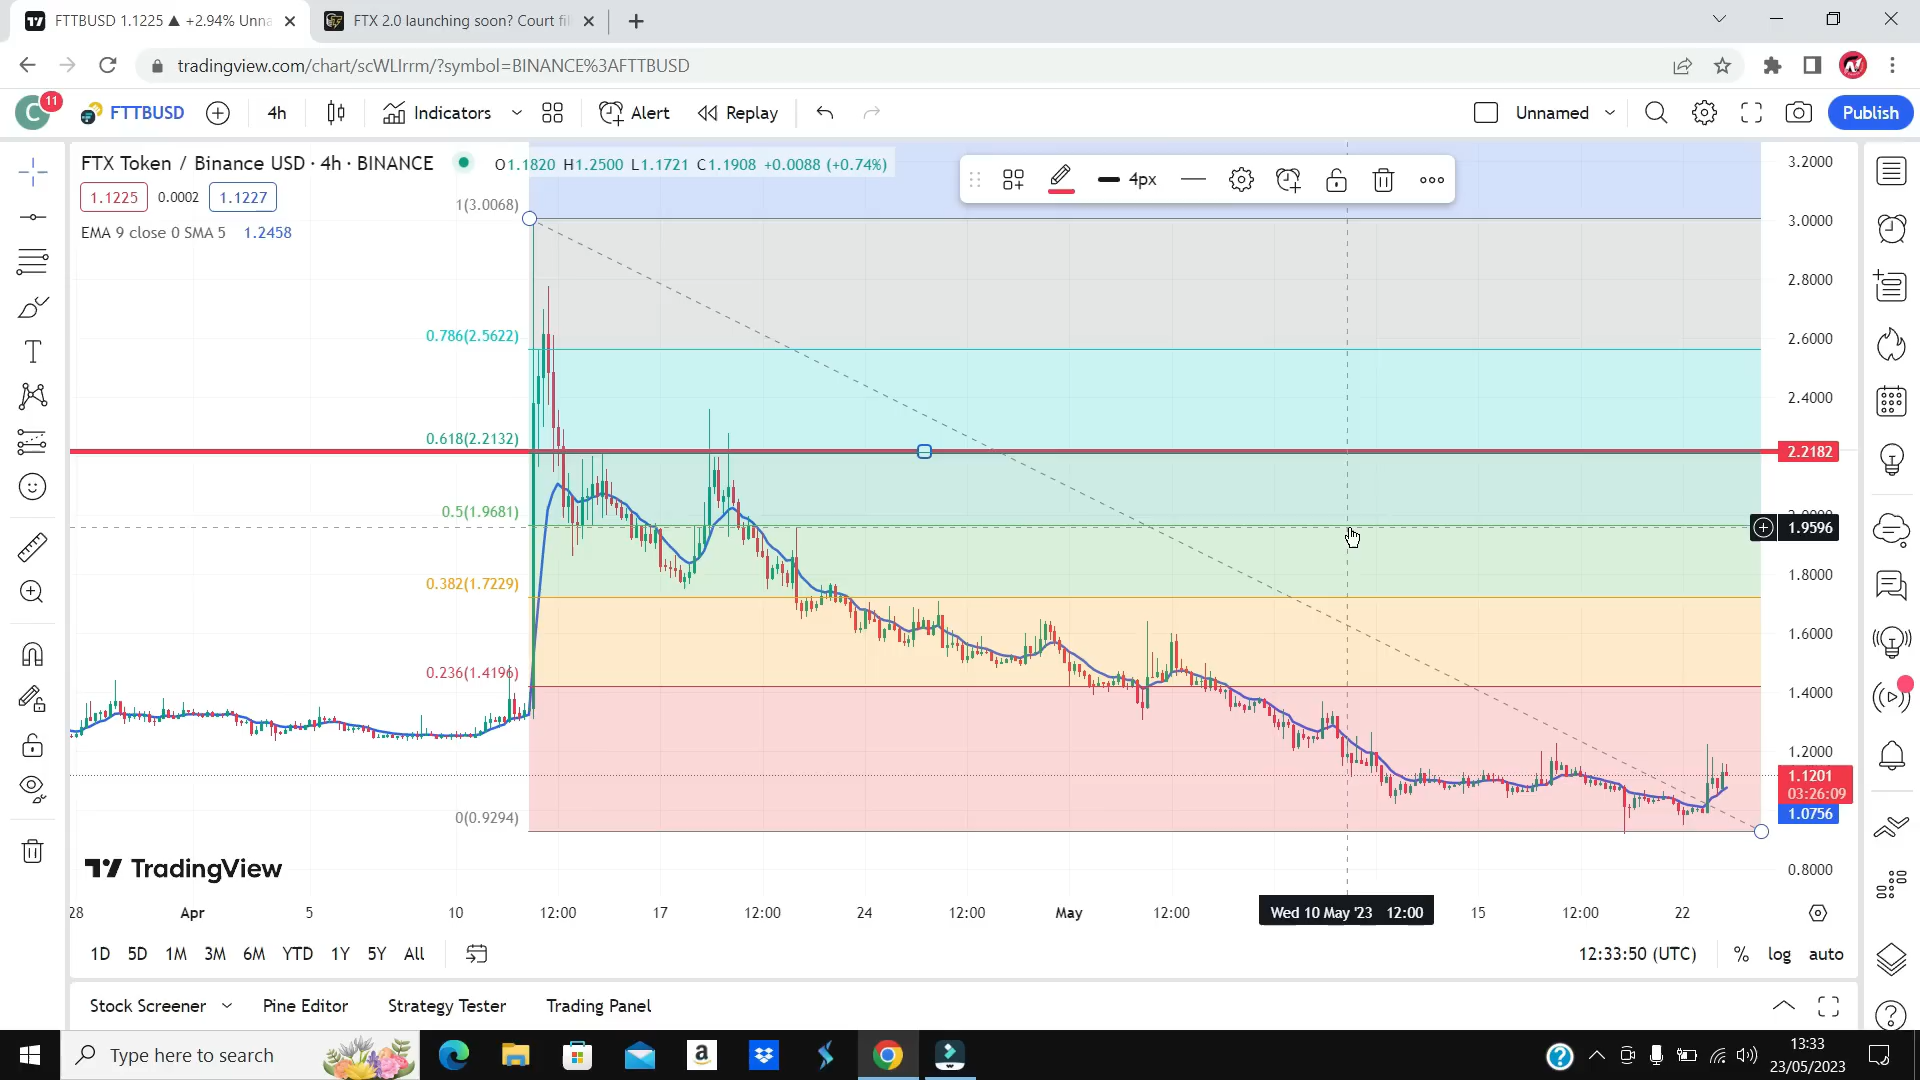 FTTBUSD 1.1225 ▲ +2.94% Unna
FTX 2.0 launching soon? Court fil
tradingview.com/chart/scWLIrrm/?symbol=BINANCE%3AFTTBUSD
C 11 FTTBUSD 4h Indicators Alert Replay Unnamed Publish
FTX Token / Binance USD · 4h · BINANCE O1.1820 H1.2500 L1.1721 C1.1908 +0.0088 (+0.74%)
4px
1.1225 0.0002 1.1227
EMA 9 close 0 SMA 5 1.2458
1(3.0068)
0.786(2.5622)
0.618(2.2132)
0.5(1.9681)
0.382(1.7229)
0.236(1.4196)
0(0.9294)
3.2000
3.0000
2.8000
2.6000
2.4000
2.2182
2.0000
1.9596
1.8000
1.6000
1.4000
1.2000
1.1201
03:26:09
1.0756
0.8000
TradingView
28 Apr 5 10 12:00 17 12:00 24 12:00 May 12:00 Wed 10 May '23 12:00 15 12:00 22
1D 5D 1M 3M 6M YTD 1Y 5Y All 12:33:50 (UTC) % log auto
Stock Screener Pine Editor Strategy Tester Trading Panel
Type here to search
13:33
23/05/2023